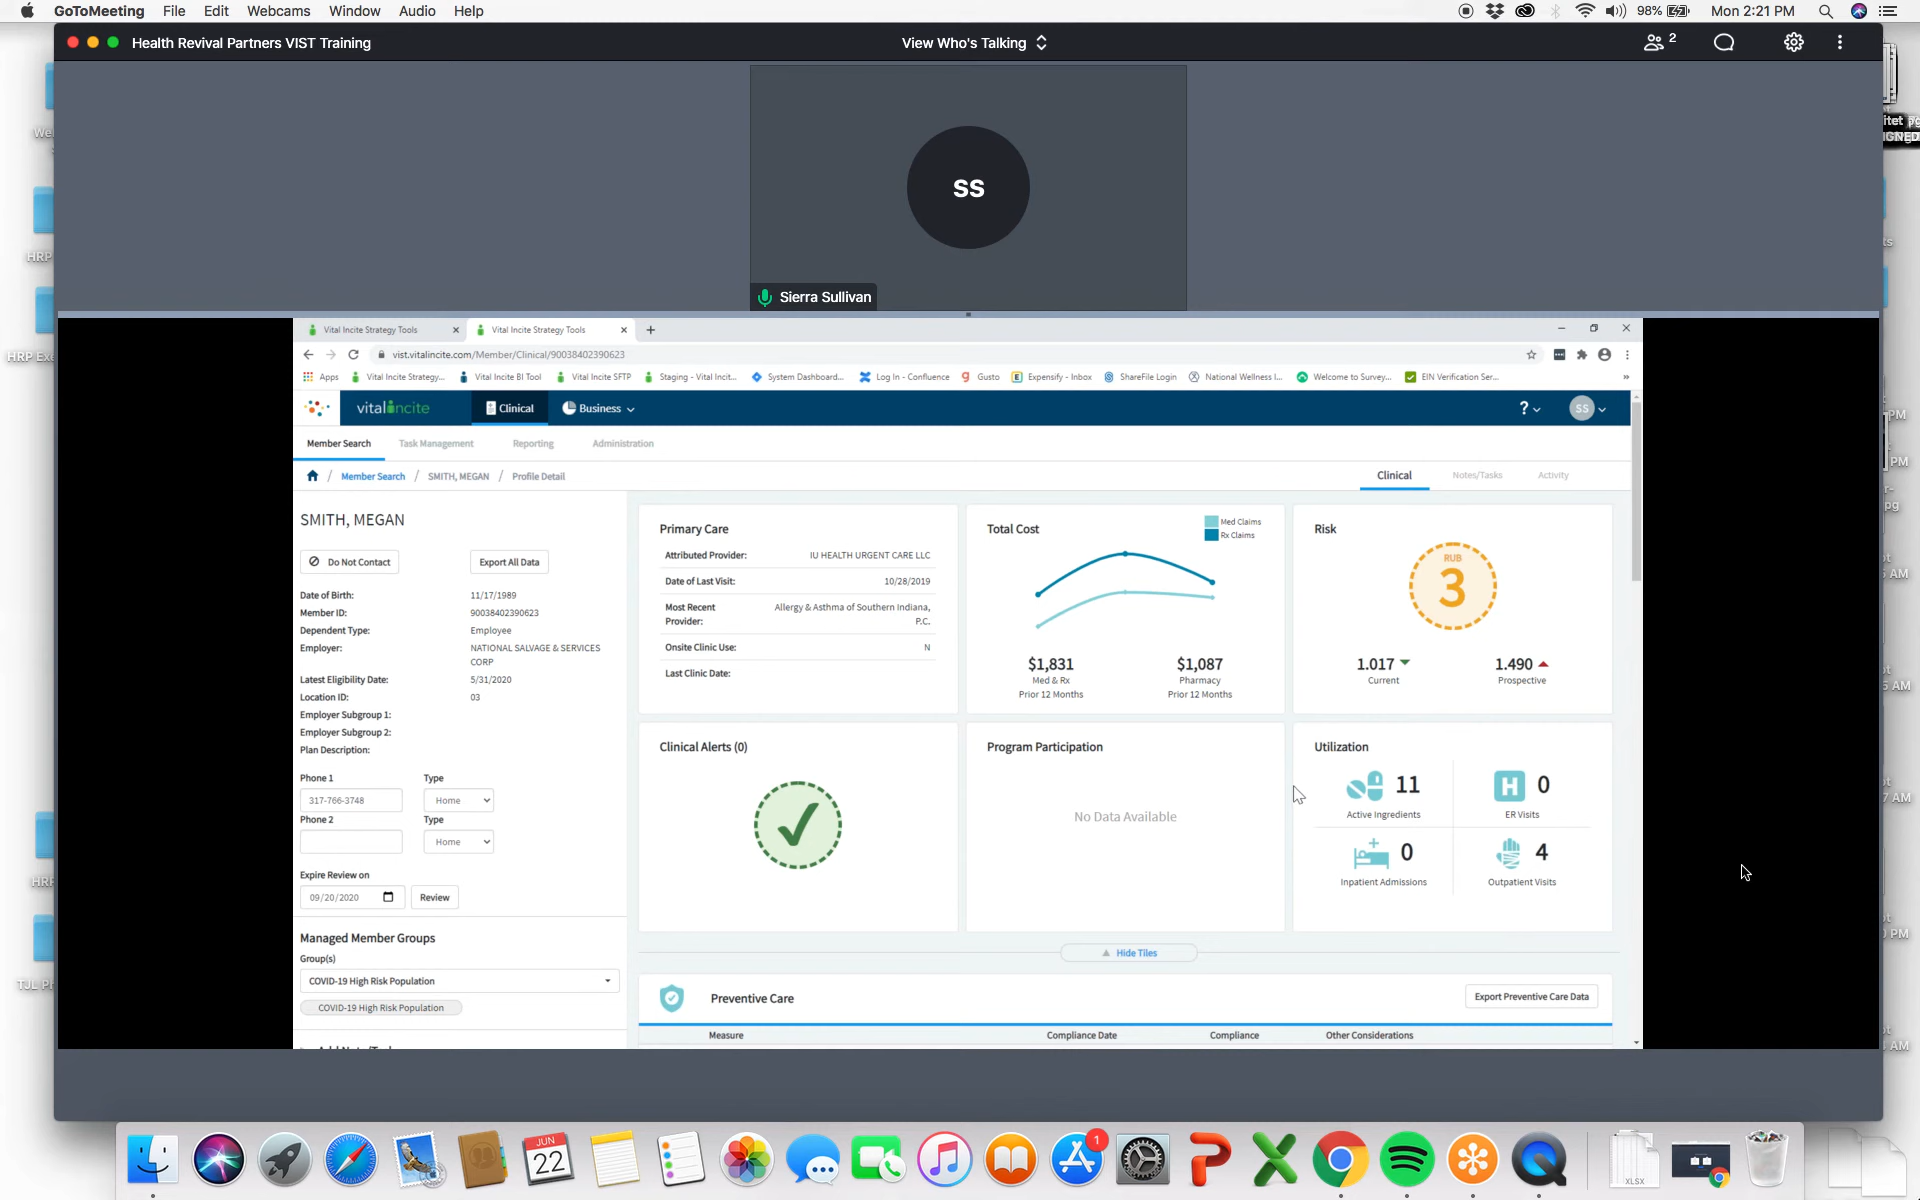 GoToMeeting File Edit Webcams Window Audio Help
98% Mon 2:21 PM
Health Revival Partners VIST Training
View Who's Talking
2
SS
Sierra Sullivan
Vital Incite Strategy Tools
Vital Incite Strategy Tools
vist.vitalincite.com/Member/Clinical/90038402390623
Apps Vital Incite Strategy... Vital Incite BI Tool Vital Incite SFTP Staging - Vital Incit... System Dashboard... Log In - Confluence Gusto Expensify - Inbox ShareFile Login National Wellness I... Welcome to Survey... EIN Verification Ser...
vitalincite Clinical Business ? SS
Member Search Task Management Reporting Administration
/ Member Search / SMITH, MEGAN / Profile Detail
Clinical Notes/Tasks Activity
SMITH, MEGAN
Do Not Contact Export All Data
Date of Birth: 11/17/1989
Member ID: 90038402390623
Dependent Type: Employee
Employer: NATIONAL SALVAGE & SERVICES
CORP
Latest Eligibility Date: 5/31/2020
Location ID: 03
Employer Subgroup 1:
Employer Subgroup 2:
Plan Description:
Phone 1 Type
317-766-3748 Home
Phone 2 Type
Home
Expire Review on
09/20/2020 Review
Managed Member Groups
Group(s)
COVID-19 High Risk Population
COVID-19 High Risk Population
Primary Care
Attributed Provider: IU HEALTH URGENT CARE LLC
Date of Last Visit: 10/28/2019
Most Recent Provider: Allergy & Asthma of Southern Indiana, P.C.
Onsite Clinic Use: N
Last Clinic Date:
Total Cost
Med Claims
Rx Claims
$1,831 $1,087
Med & Rx Pharmacy
Prior 12 Months Prior 12 Months
Risk
RUB
3
1.017 1.490
Current Prospective
Clinical Alerts (0)
Program Participation
No Data Available
Utilization
11 0
Active Ingredients ER Visits
0 4
Inpatient Admissions Outpatient Visits
Hide Tiles
Preventive Care
Export Preventive Care Data
Measure Compliance Date Compliance Other Considerations
HRP
HRP Exe
TJL Pr
JUN
22
1
XLSX